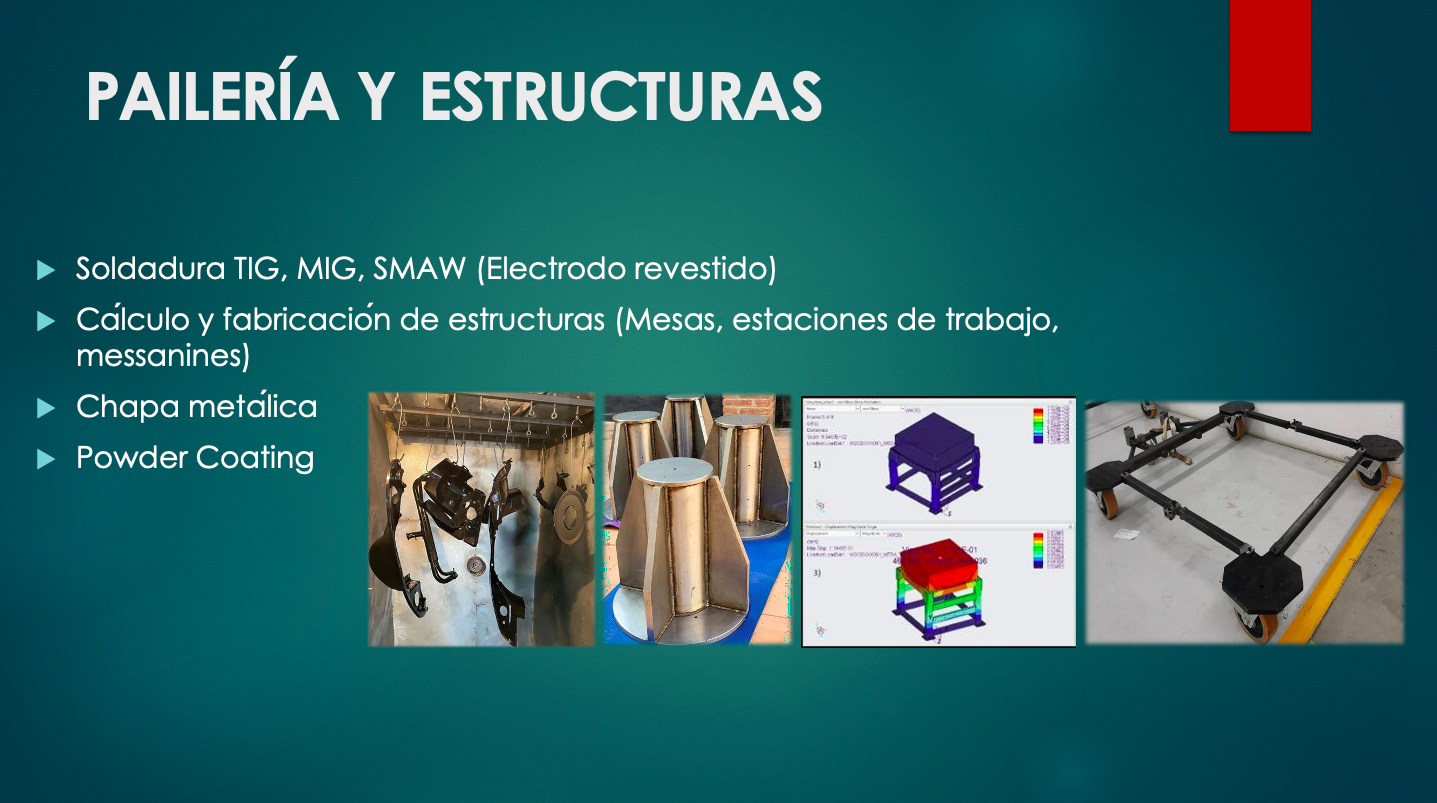 PAILERÍA Y ESTRUCTURAS
Soldadura TIG, MIG, SMAW (Electrodo revestido)
Cálculo y fabricación de estructuras (Mesas, estaciones de trabajo,
messanines)
Chapa metálica
Powder Coating
1)
3)